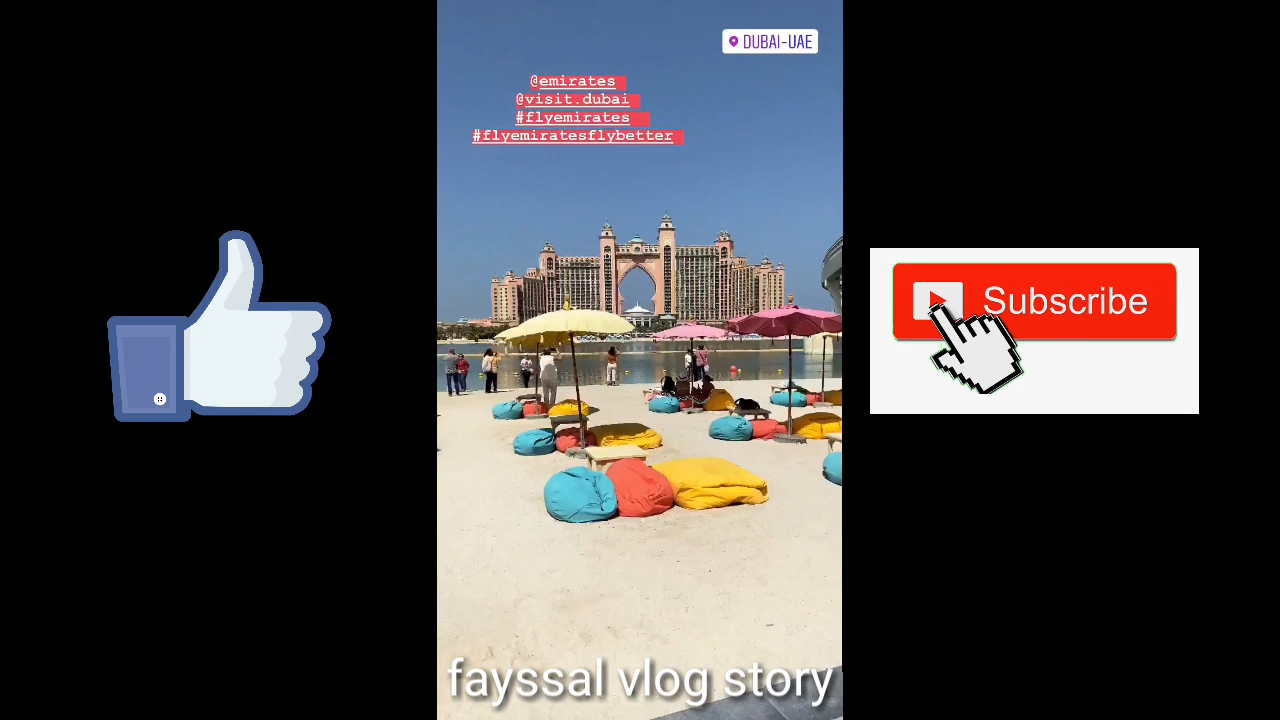 DUBAI-UAE
@emirates
@visit.dubai
#flyemirates
#flyemiratesflybetter
Subscribe
fayssal vlog story